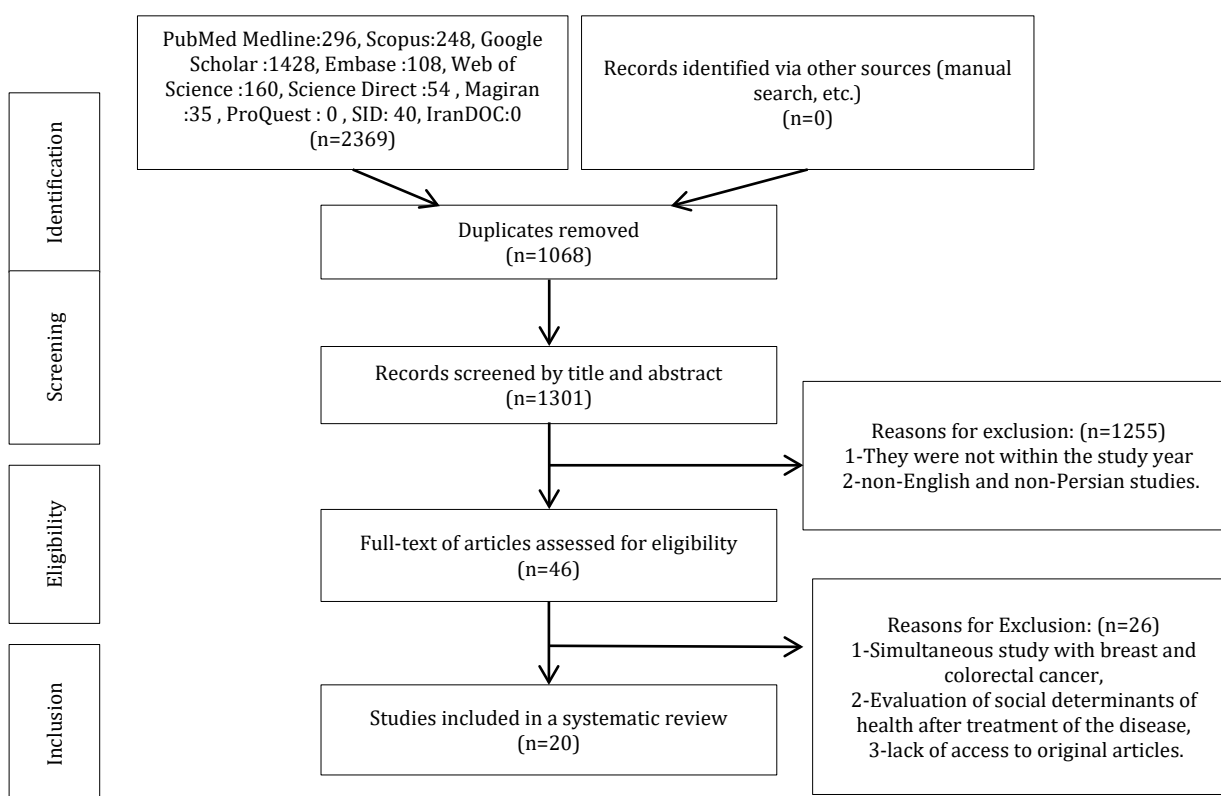 PubMed Medline:296, Scopus:248, Google
Scholar :1428, Embase :108, Web of
Science :160, Science Direct :54 , Magiran
:35 , ProQuest : 0 , SID: 40, IranDOC:0
(n=2369)
Records identified via other sources (manual
search, etc.)
(n=0)
Identification
Duplicates removed
(n=1068)
Screening
Records screened by title and abstract
(n=1301)
Reasons for exclusion: (n=1255)
1-They were not within the study year
2-non-English and non-Persian studies.
Eligibility
Full-text of articles assessed for eligibility
(n=46)
Reasons for Exclusion: (n=26)
1-Simultaneous study with breast and
colorectal cancer,
2-Evaluation of social determinants of
health after treatment of the disease,
3-lack of access to original articles.
Inclusion
Studies included in a systematic review
(n=20)